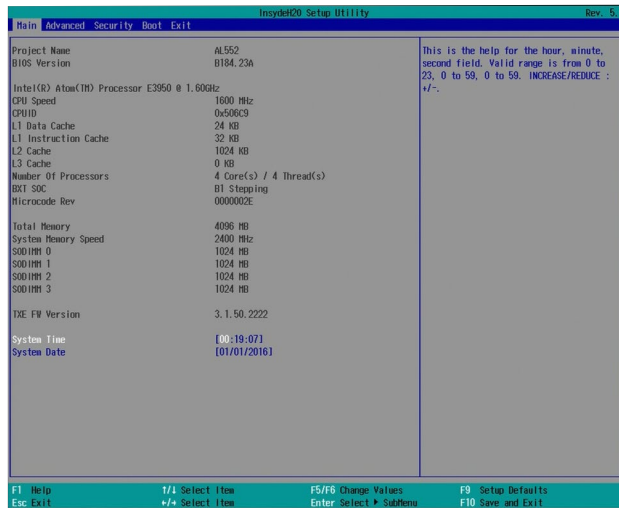 InsydeH20 Setup Utility Rev. 5.
Main Advanced Security Boot Exit
Project Name AL552
BIOS Version B184.23A
Intel(R) Atom(TM) Processor E3950 @ 1.60GHz
CPU Speed 1600 MHz
CPUID 0x506C9
L1 Data Cache 24 KB
L1 Instruction Cache 32 KB
L2 Cache 1024 KB
L3 Cache 0 KB
Number Of Processors 4 Core(s) / 4 Thread(s)
BXT SOC B1 Stepping
Microcode Rev 0000002E
Total Memory 4096 MB
System Memory Speed 2400 MHz
SODIMM 0 1024 MB
SODIMM 1 1024 MB
SODIMM 2 1024 MB
SODIMM 3 1024 MB
TXE FW Version 3.1.50.2222
System Time [00:19:07]
System Date [01/01/2016]
This is the help for the hour, minute,
second field. Valid range is from 0 to
23, 0 to 59, 0 to 59. INCREASE/REDUCE :
+/-.
F1 Help ↑/↓ Select Item F5/F6 Change Values F9 Setup Defaults
Esc Exit ←/→ Select Item Enter Select ▶ SubMenu F10 Save and Exit